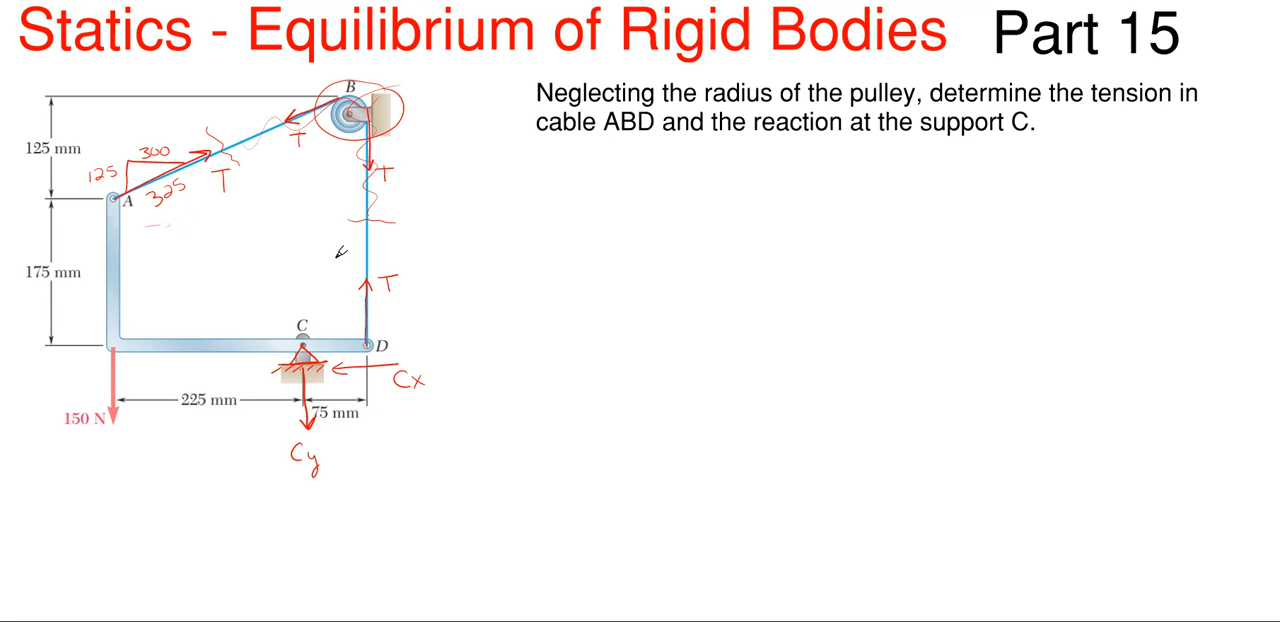 Statics - Equilibrium of Rigid Bodies Part 15
Neglecting the radius of the pulley, determine the tension in
cable ABD and the reaction at the support C.
B
125 mm
300
T
125
325
T
T
A
175 mm
T
C
D
Cx
225 mm
75 mm
150 N
Cy